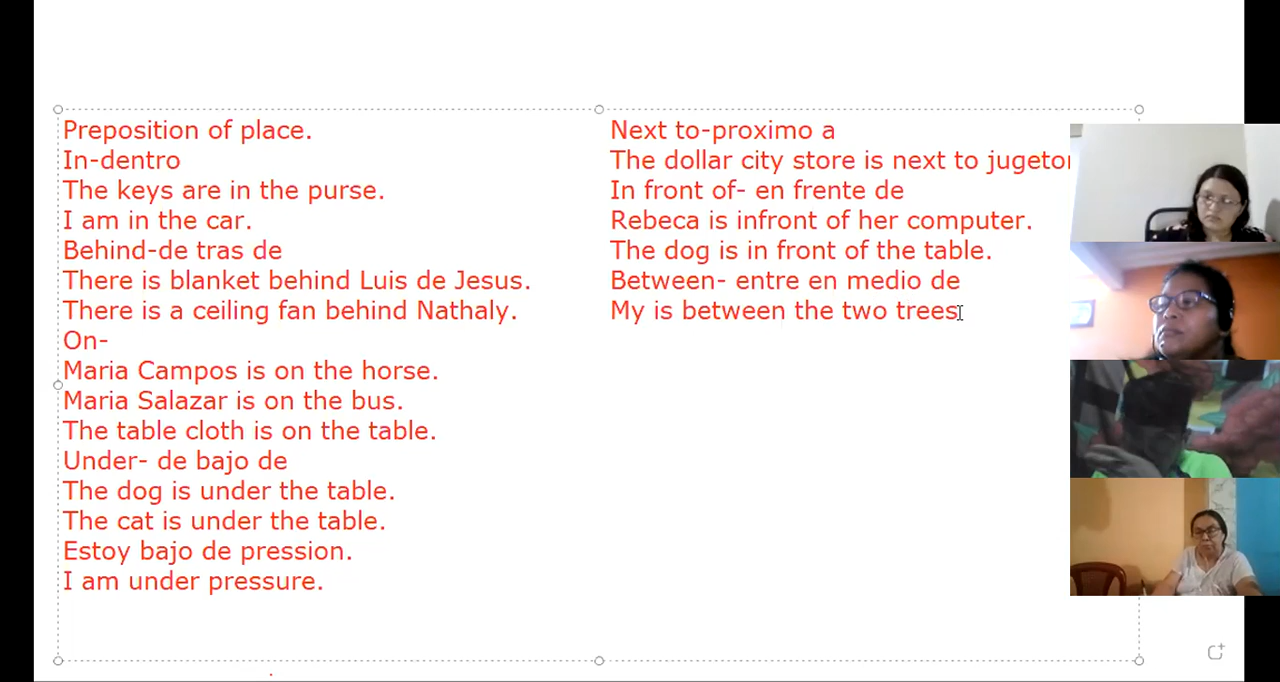 Preposition of place.
In-dentro
The keys are in the purse.
I am in the car.
Behind-de tras de
There is blanket behind Luis de Jesus.
There is a ceiling fan behind Nathaly.
On-
Maria Campos is on the horse.
Maria Salazar is on the bus.
The table cloth is on the table.
Under- de bajo de
The dog is under the table.
The cat is under the table.
Estoy bajo de pression.
I am under pressure.
Next to-proximo a
The dollar city store is next to
In front of- en frente de
Rebeca is infront of her computer.
The dog is in front of the table.
Between- entre en medio de
My is between the two trees